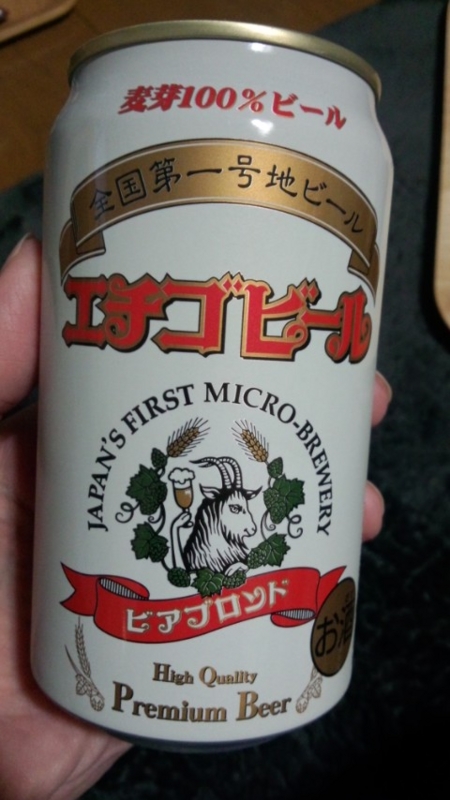 麦芽100%ビール
全国第一号地ビール
エチゴビール
JAPAN'S FIRST MICRO-BREWERY
ビアブロンド
お酒
High Quality
Premium Beer